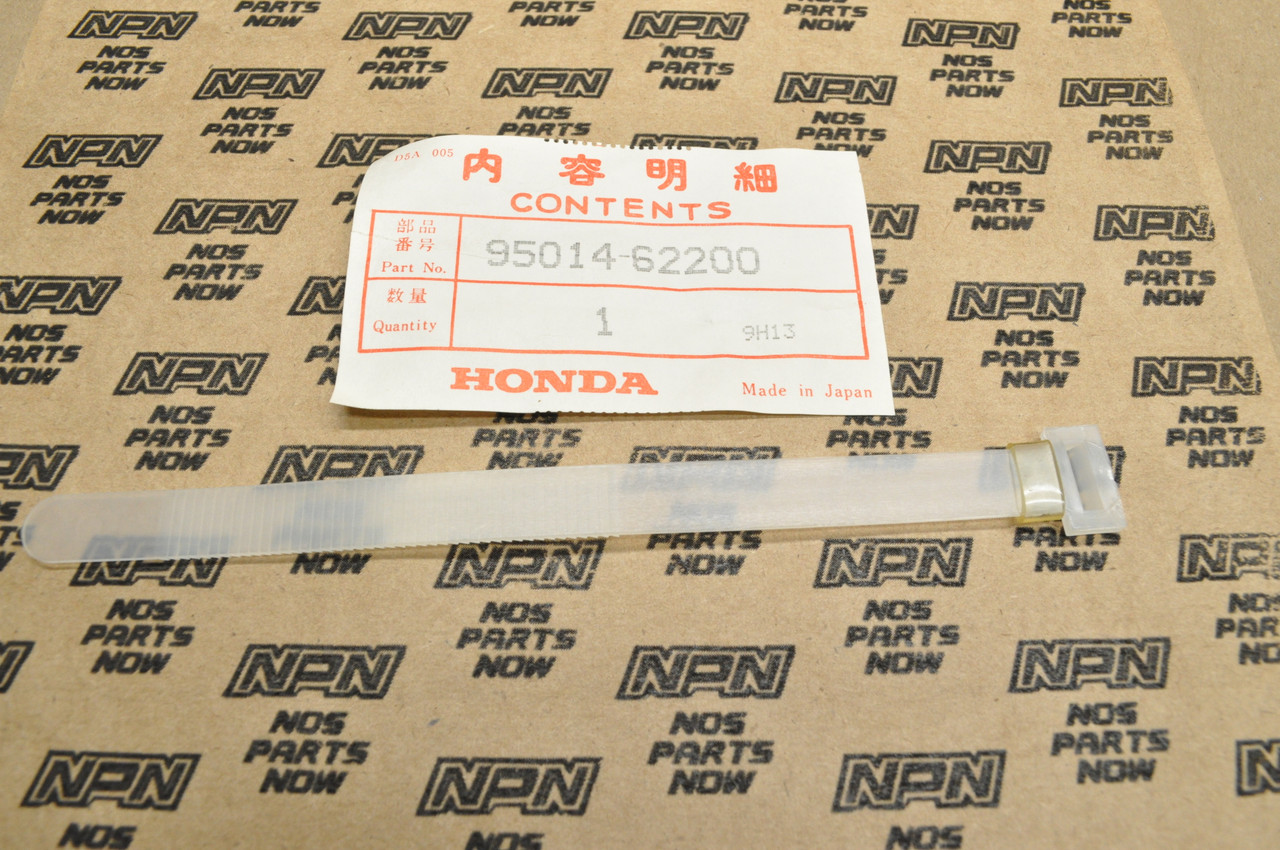 D5A 005
内容明細
CONTENTS
部品
番号
Part No.
95014-62200
数量
Quantity
1
9H13
HONDA
Made in Japan
NPN
NOS
PARTS
NOW